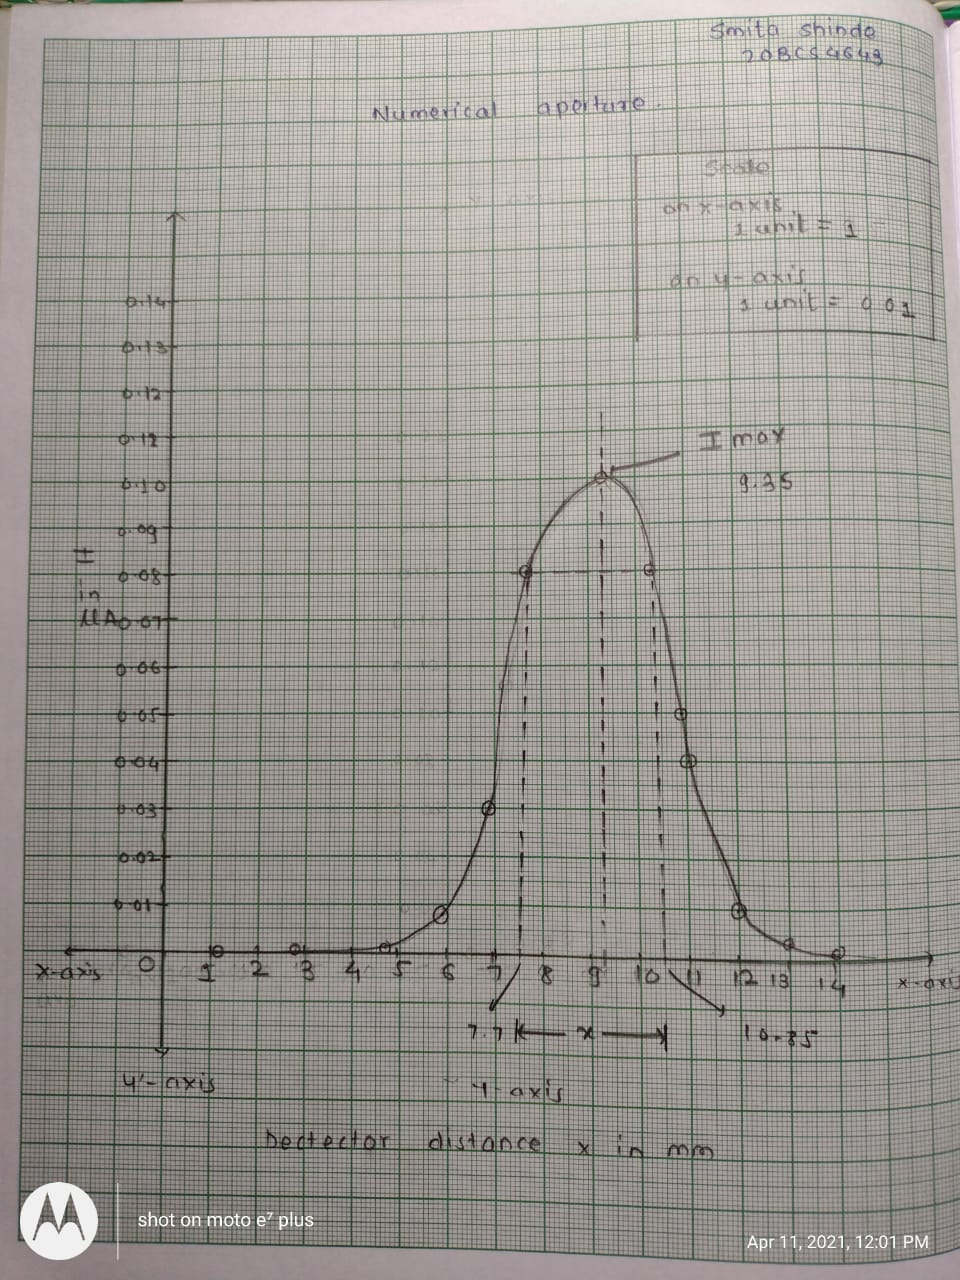 Smita Shinde
20BCS4649
Numerical aperture.
Scale
on x-axis
1 unit = 1
on y-axis
1 unit = 0.01
0.14
0.13
0.12
0.12
I max
9.35
0.10
0.09
0.08
in
μA
0.07
0.06
0.05
0.04
0.03
0.02
0.01
x-axis 0 1 2 3 4 5 6 7 8 9 10 11 12 13 14 x-axi
7.7 x 10.85
y'-axis
Y axis
Dectector distance x in mm
shot on moto e⁷ plus
Apr 11, 2021, 12:01 PM